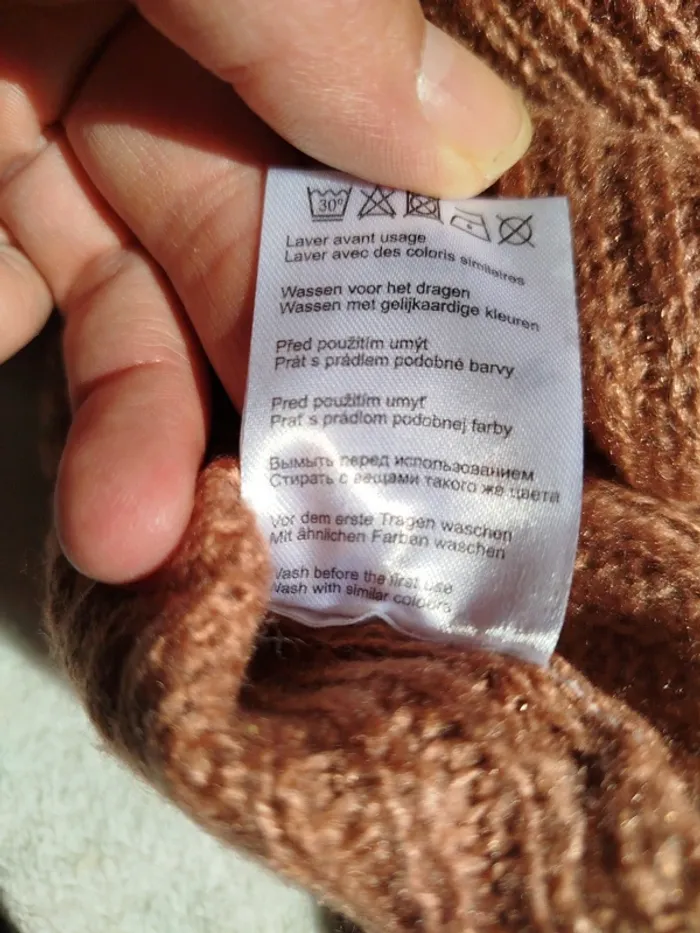 30°
Laver avant usage
Laver avec des coloris similaires
Wassen voor het dragen
Wassen met gelijkaardige kleuren
Před použitím umýt
Prát s prádlem podobné barvy
Pred použitím umyť
Prať s prádlom podobnej farby
Вымыть перед использованием
Стирать с вещами такого же цвета
Vor dem erste Tragen waschen
Mit ähnlichen Farben waschen
Wash before the first use
Wash with similar colours